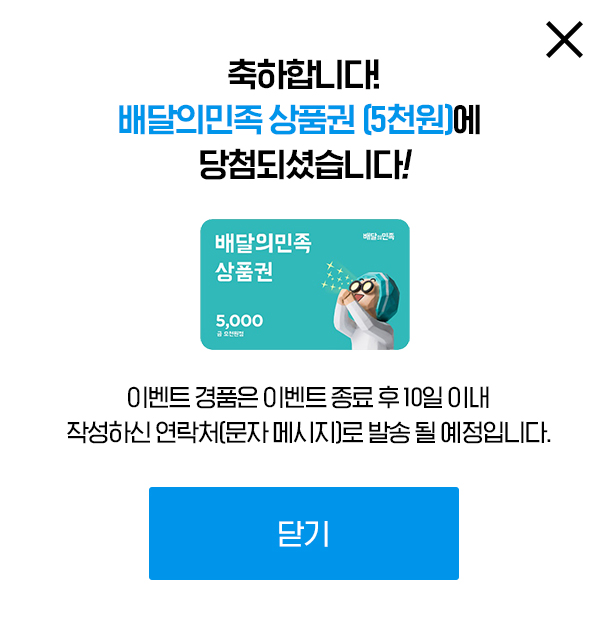 축하합니다!
배달의민족 상품권 (5천원)에
당첨되셨습니다!
배달의민족
배달의민족
상품권
5,000
금 오천원정
이벤트 경품은 이벤트 종료 후 10일 이내
작성하신 연락처(문자 메시지)로 발송 될 예정입니다.
닫기